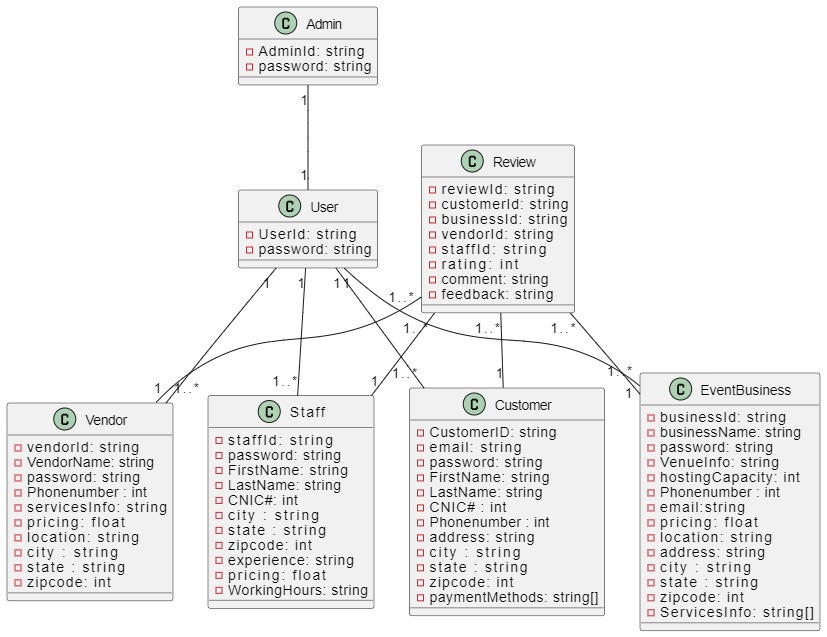 C Admin
AdminId: string
password: string
1
1
C User
UserId: string
password: string
C Review
reviewId: string
customerId: string
businessId: string
vendorId: string
staffId: string
rating: int
comment: string
feedback: string
1
1
1
1
1..*
1..*
1..*
1..*
1
1..*
1..*
1
1..*
1
1..*
1
C Vendor
vendorId: string
VendorName: string
password: string
Phonenumber : int
servicesInfo: string
pricing: float
location: string
city : string
state : string
zipcode: int
C Staff
staffId: string
password: string
FirstName: string
LastName: string
CNIC#: int
city : string
state : string
zipcode: int
experience: string
pricing: float
WorkingHours: string
C Customer
CustomerID: string
email: string
password: string
FirstName: string
LastName: string
CNIC# : int
Phonenumber : int
address: string
city : string
state : string
zipcode: int
paymentMethods: string[]
C EventBusiness
businessId: string
businessName: string
password: string
VenueInfo: string
hostingCapacity: int
Phonenumber : int
email:string
pricing: float
location: string
address: string
city : string
state : string
zipcode: int
ServicesInfo: string[]